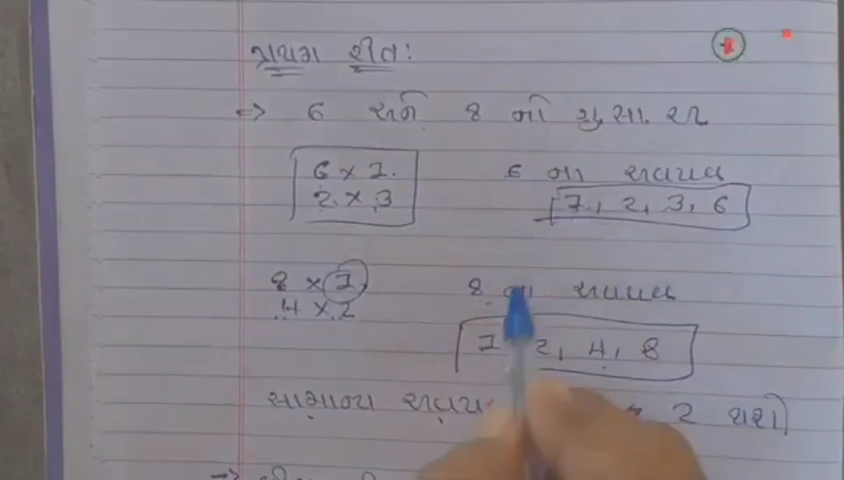 પ્રથમ રીત:
=> 6 અને 8 નો ગુ.સા.અ
6 x 1.
2 x 3
6 ના અવયવ
1, 2, 3, 6
8 x 1
4 x 2
8 ના અવયવ
1 2, 4, 8
સામાન્ય 2 થશે